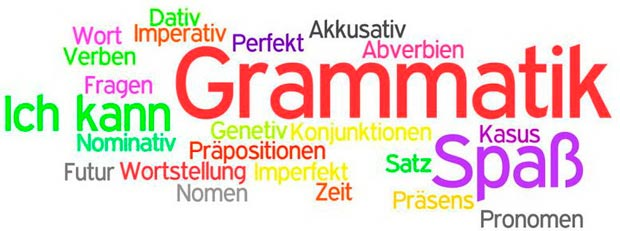 Dativ
Wort Imperativ Perfekt Akkusativ
Verben Abverbien
Fragen Grammatik
Ich kann
Genetiv Konjunktionen Kasus
Nominativ Präpositionen Satz Spaß
Futur Wortstellung Imperfekt
Nomen Zeit Präsens
Pronomen